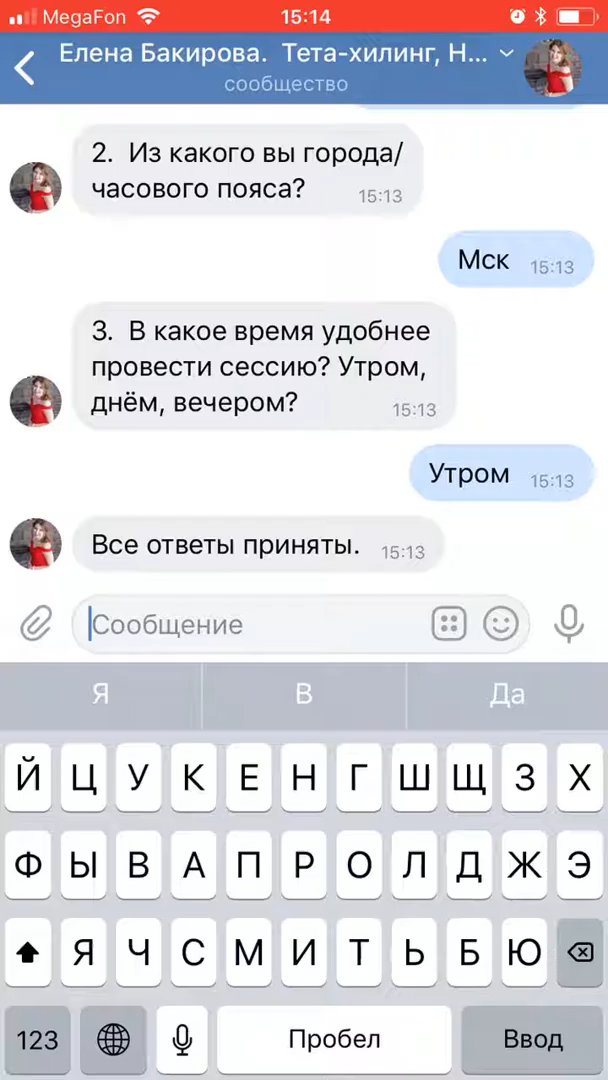 MegaFon
15:14
Елена Бакирова. Тета-хилинг, Н...
сообщество
2. Из какого вы города/
часового пояса? 15:13
Мск 15:13
3. В какое время удобнее
провести сессию? Утром,
днём, вечером? 15:13
Утром 15:13
Все ответы приняты. 15:13
Сообщение
Я В Да
Й Ц У К Е Н Г Ш Щ З Х
Ф Ы В А П Р О Л Д Ж Э
Я Ч С М И Т Ь Б Ю
123 Пробел Ввод